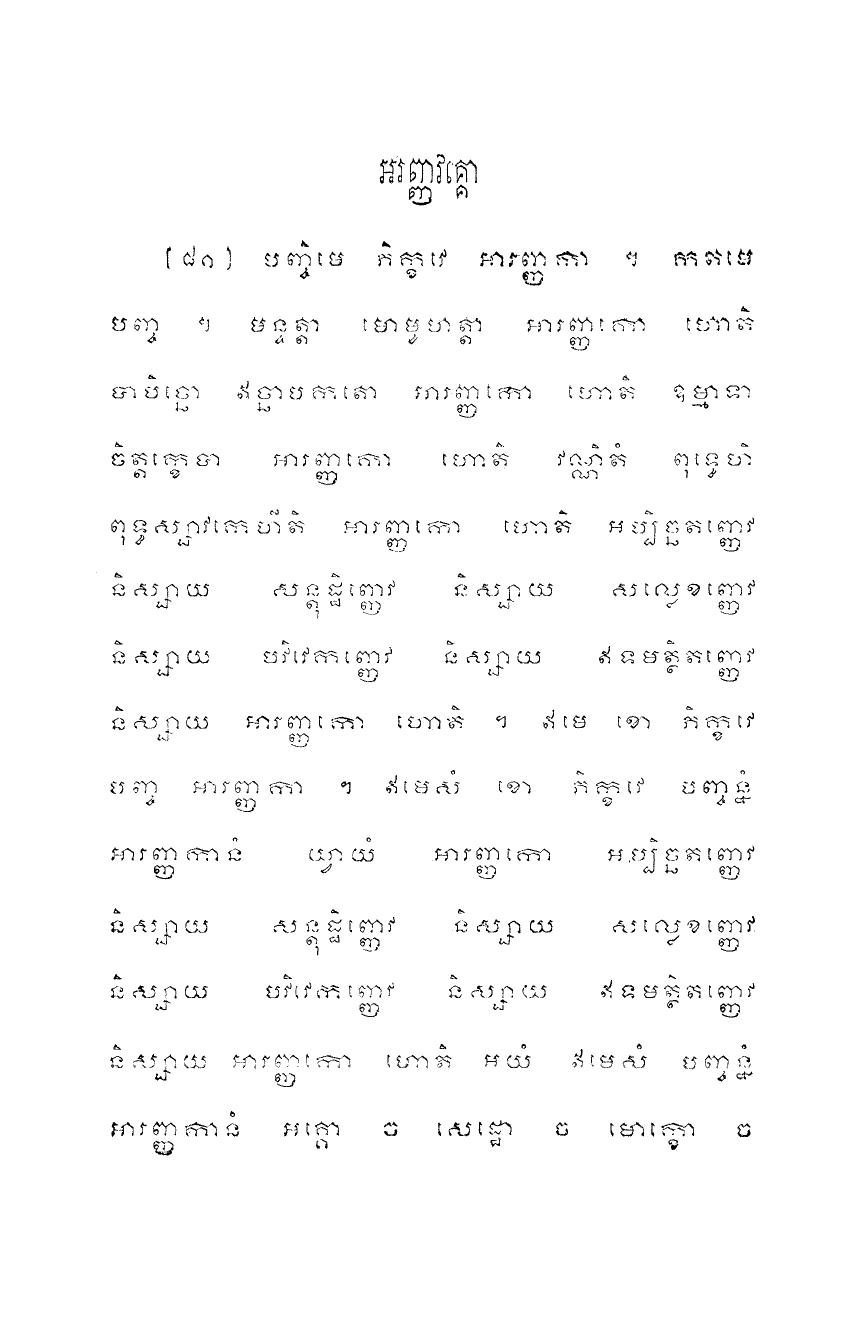 អរញ្ញវគ្គោ
[៨១] បញ្ចិមេ ភិក្ខវេ អារញ្ញកា ។ កតមេ
បញ្ច ។ មន្ទត្តា មោមូហត្តា អារញ្ញកោ ហោតិ
បាបិច្ឆោ ឥច្ឆាបកតោ អារញ្ញកោ ហោតិ ឧម្មាទា
ចិត្តក្ខេបា អារញ្ញកោ ហោតិ វណ្ណិតំ ពុទ្ធេហិ
ពុទ្ធសាវកេហីតិ អារញ្ញកោ ហោតិ អប្បិច្ឆតញ្ញេវ
និស្សាយ សន្តុដ្ឋិញ្ញេវ និស្សាយ សល្លេខញ្ញេវ
និស្សាយ បវិវេកញ្ញេវ និស្សាយ ឥទមត្ថិតញ្ញេវ
និស្សាយ អារញ្ញកោ ហោតិ ។ ឥមេ ខោ ភិក្ខវេ
បញ្ច អារញ្ញកា ។ ឥមេសំ ខោ ភិក្ខវេ បញ្ចន្នំ
អារញ្ញកានំ យ្វាយំ អារញ្ញកោ អប្បិច្ឆតញ្ញេវ
និស្សាយ សន្តុដ្ឋិញ្ញេវ និស្សាយ សល្លេខញ្ញេវ
និស្សាយ បវិវេកញ្ញេវ និស្សាយ ឥទមត្ថិតញ្ញេវ
និស្សាយ អារញ្ញកោ ហោតិ អយំ ឥមេសំ បញ្ចន្នំ
អារញ្ញកានំ អគ្គោ ច សេដ្ឋោ ច មោក្ខោ ច